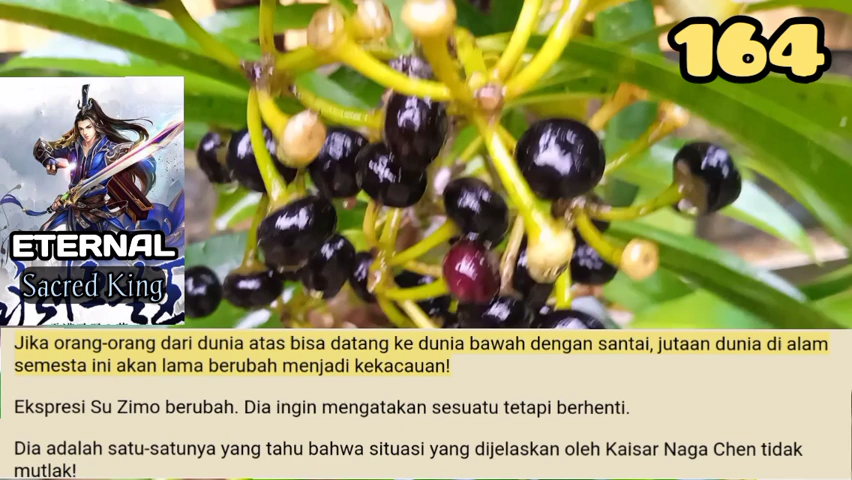 164
ETERNAL
Sacred King
Jika orang-orang dari dunia atas bisa datang ke dunia bawah dengan santai, jutaan dunia di alam
semesta ini akan lama berubah menjadi kekacauan!
Ekspresi Su Zimo berubah. Dia ingin mengatakan sesuatu tetapi berhenti.
Dia adalah satu-satunya yang tahu bahwa situasi yang dijelaskan oleh Kaisar Naga Chen tidak
mutlak!